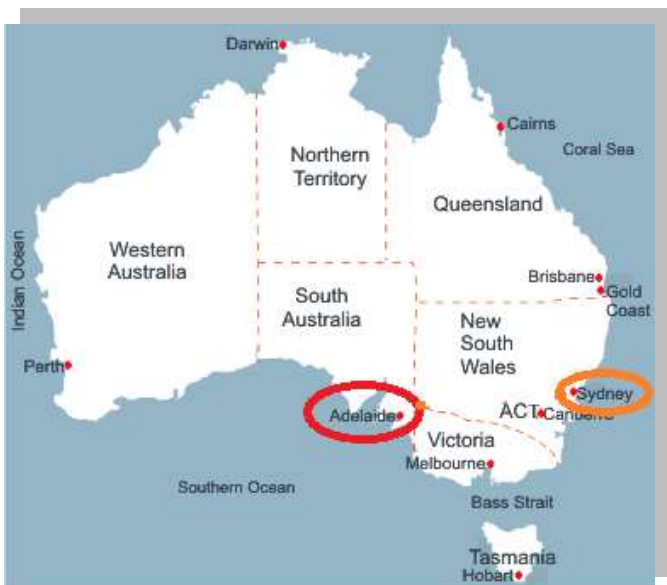 Darwin
Cairns
Coral Sea
Northern
Territory
Queensland
Western
Australia
Indian Ocean
Brisbane
Gold
Coast
South
Australia
New
South
Wales
Perth
Sydney
Adelaide
ACT
Canberra
Victoria
Melbourne
Southern Ocean
Bass Strait
Tasmania
Hobart